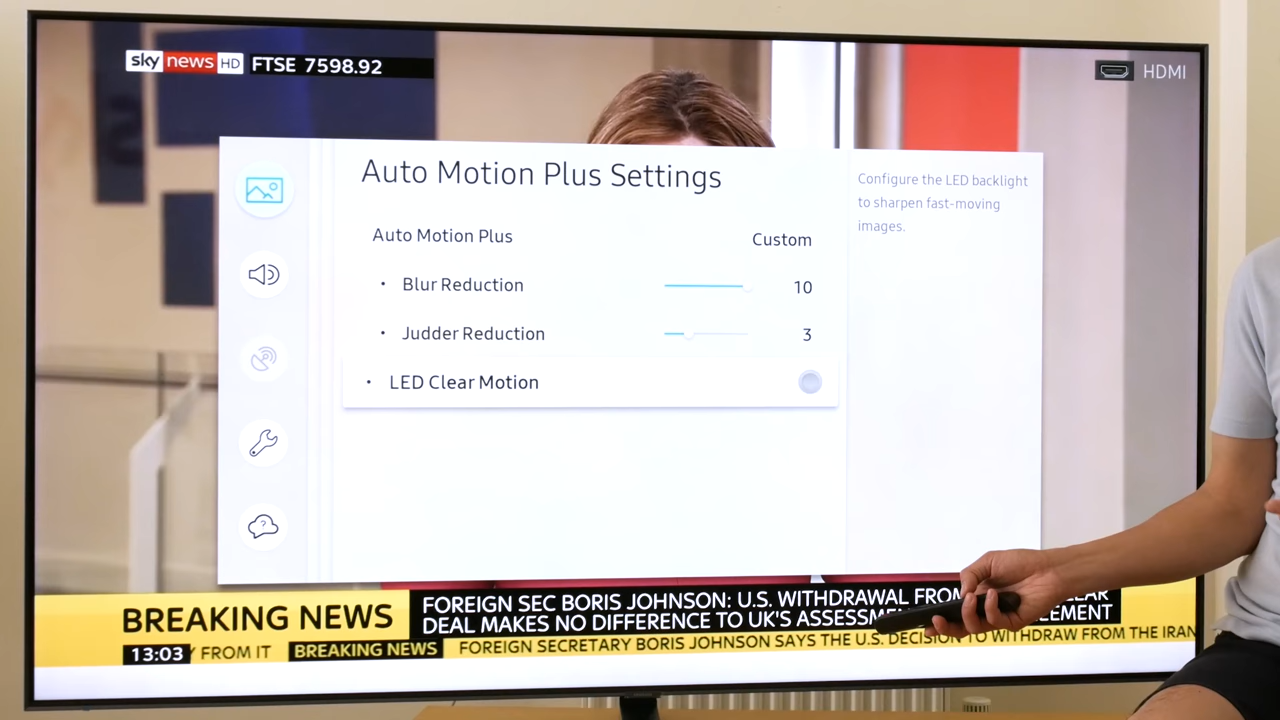 sky news HD FTSE 7598.92
HDMI
Auto Motion Plus Settings
Auto Motion Plus Custom
• Blur Reduction 10
• Judder Reduction 3
• LED Clear Motion
Configure the LED backlight
to sharpen fast-moving
images.
?
BREAKING NEWS
FOREIGN SEC BORIS JOHNSON: U.S. WITHDRAWAL FROM
DEAL MAKES NO DIFFERENCE TO UK'S
13:03 FROM IT BREAKING NEWS FOREIGN SECRETARY BORIS JOHNSON SAYS THE U.S. DECISION TO WITHDRAW FROM THE IRAN